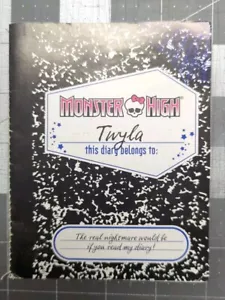 MONSTER HIGH
Twyla
this diary belongs to:
The real nightmare would be
if you read my diary!